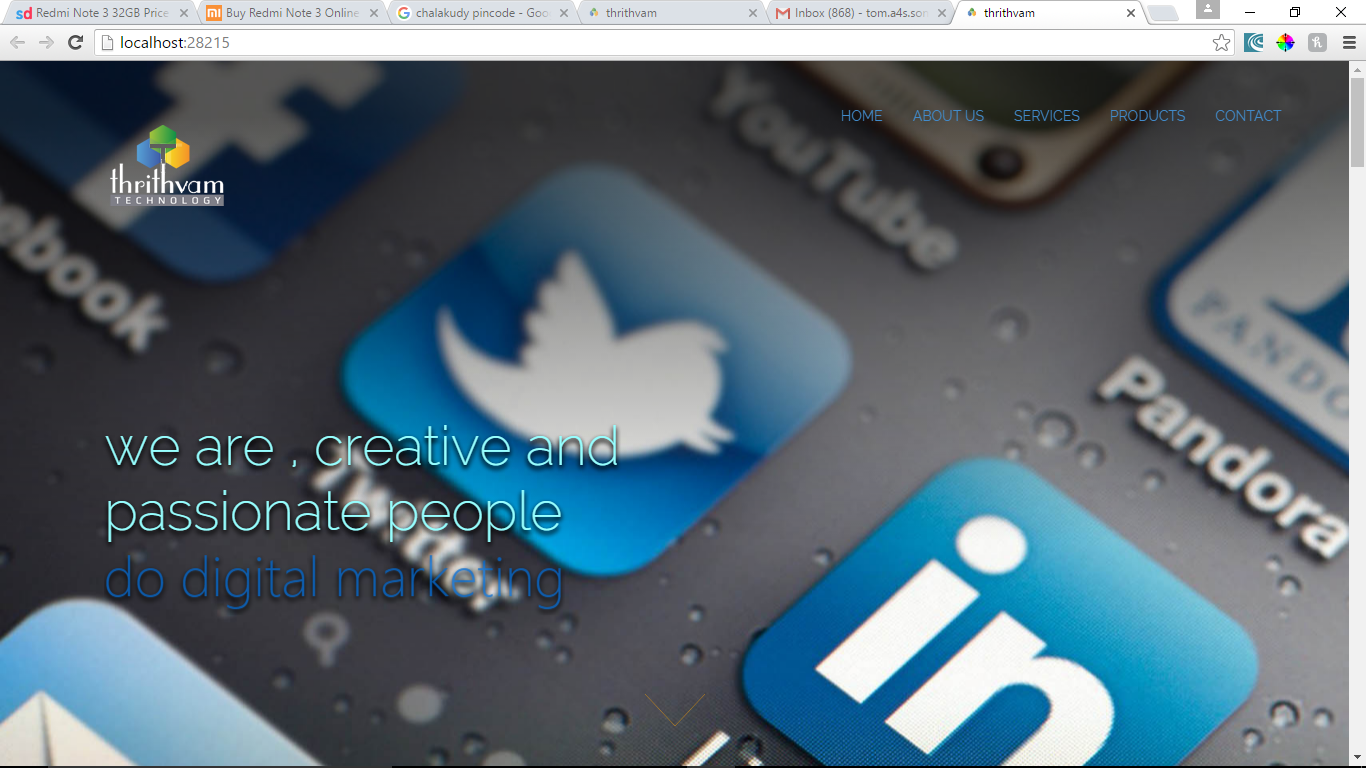 Redmi Note 3 32GB Price
Buy Redmi Note 3 Online
chalakudy pincode - Goo
thrithvam
Inbox (868) - tom.a4s.son
thrithvam
localhost:28215
HOME ABOUT US SERVICES PRODUCTS CONTACT
thrithvam
TECHNOLOGY
YouTube
ebook
PANDO
Pandora
we are , creative and
passionate people
Twitter
do digital marketing
in